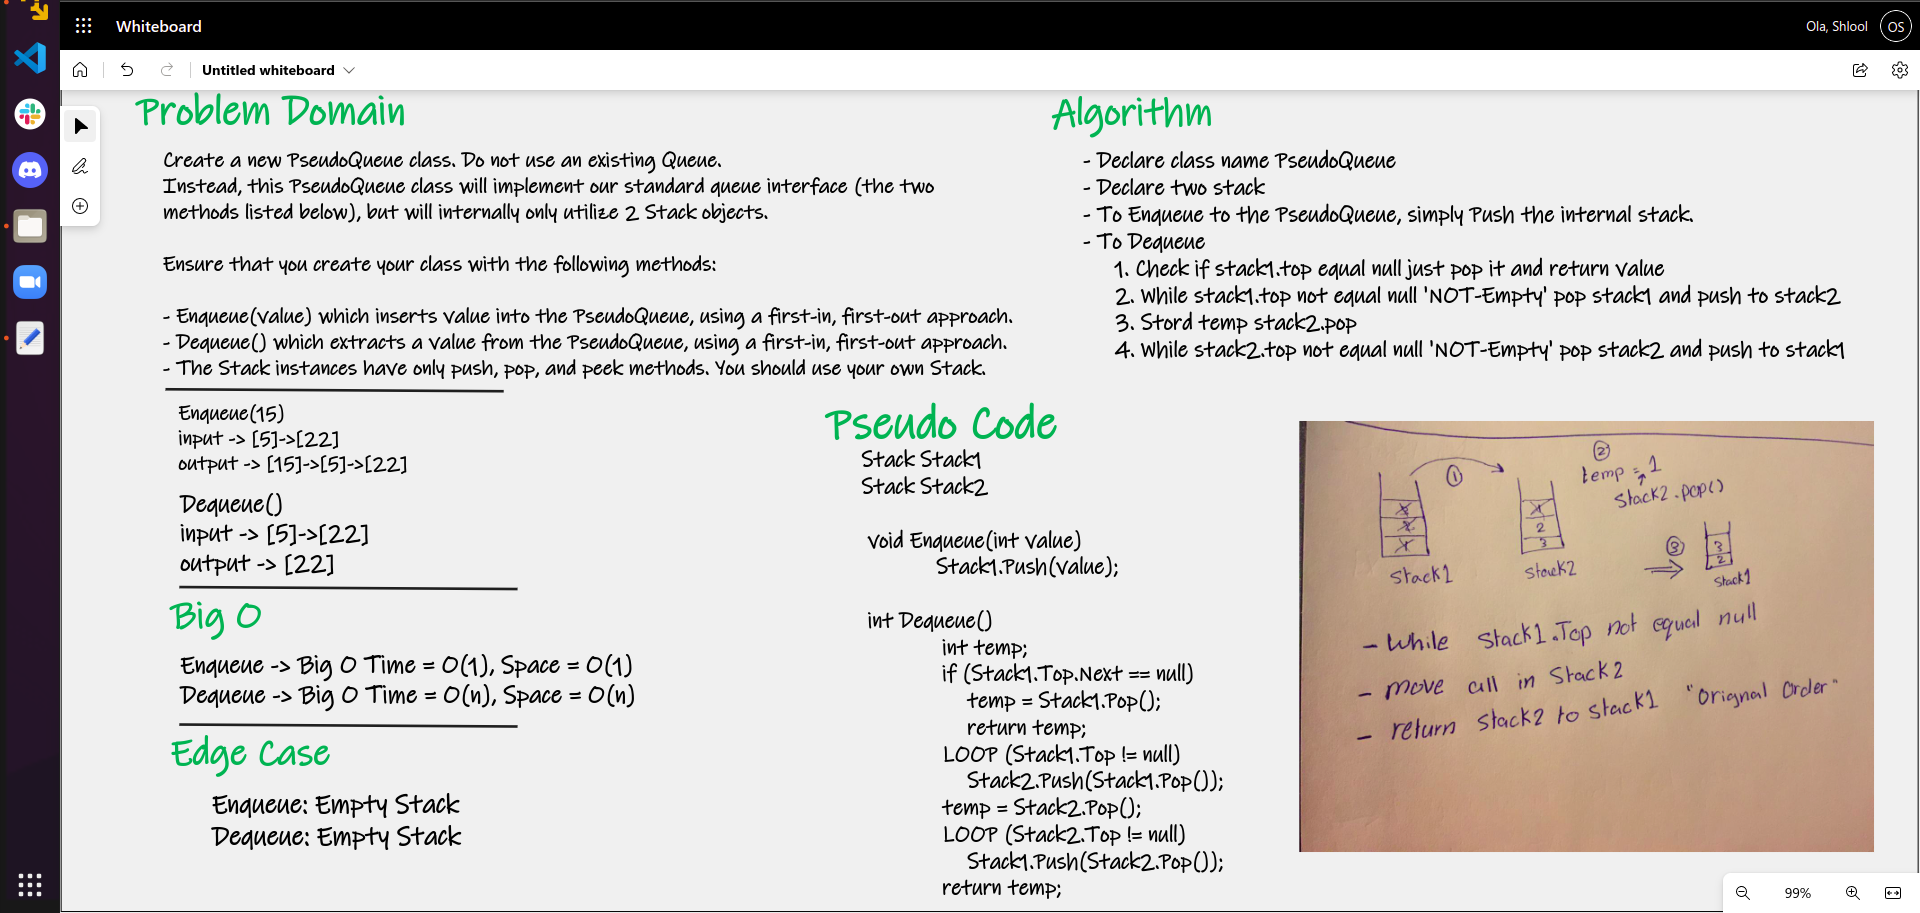 Whiteboard
Ola, Shlool
OS
Untitled whiteboard
Problem Domain
Create a new PseudoQueue class. Do not use an existing Queue.
Instead, this PseudoQueue class will implement our standard queue interface (the two
methods listed below), but will internally only utilize 2 Stack objects.
Ensure that you create your class with the following methods:
- Enqueue(value) which inserts value into the PseudoQueue, using a first-in, first-out approach.
- Dequeue() which extracts a value from the PseudoQueue, using a first-in, first-out approach.
- The Stack instances have only push, pop, and peek methods. You should use your own Stack.
Enqueue(15)
input -> [5]->[22]
output -> [15]->[5]->[22]
Dequeue()
input -> [5]->[22]
output -> [22]
Big O
Enqueue -> Big O Time = O(1), Space = O(1)
Dequeue -> Big O Time = O(n), Space = O(n)
Edge Case
Enqueue: Empty Stack
Dequeue: Empty Stack
Algorithm
- Declare class name PseudoQueue
- Declare two stack
- To Enqueue to the PseudoQueue, simply Push the internal stack.
- To Dequeue
1. Check if stack1.top equal null just pop it and return value
2. While stack1.top not equal null 'NOT-Empty' pop stack1 and push to stack2
3. Stord temp stack2.pop
4. While stack2.top not equal null 'NOT-Empty' pop stack2 and push to stack1
Pseudo Code
Stack Stack1
Stack Stack2
void Enqueue(int value)
Stack1.Push(value);
int Dequeue()
int temp;
if (Stack1.Top.Next == null)
temp = Stack1.Pop();
return temp;
LOOP (Stack1.Top != null)
Stack2.Push(Stack1.Pop());
temp = Stack2.Pop();
LOOP (Stack2.Top != null)
Stack1.Push(Stack2.Pop());
return temp;
1
2
temp = 1
Stack2.pop()
3
2
1
Stack1
1
2
3
Stack2
3
3
2
Stack1
- While Stack1.Top not equal null
- move all in Stack2
- return Stack2 to Stack1 "Orignal Order"
99%